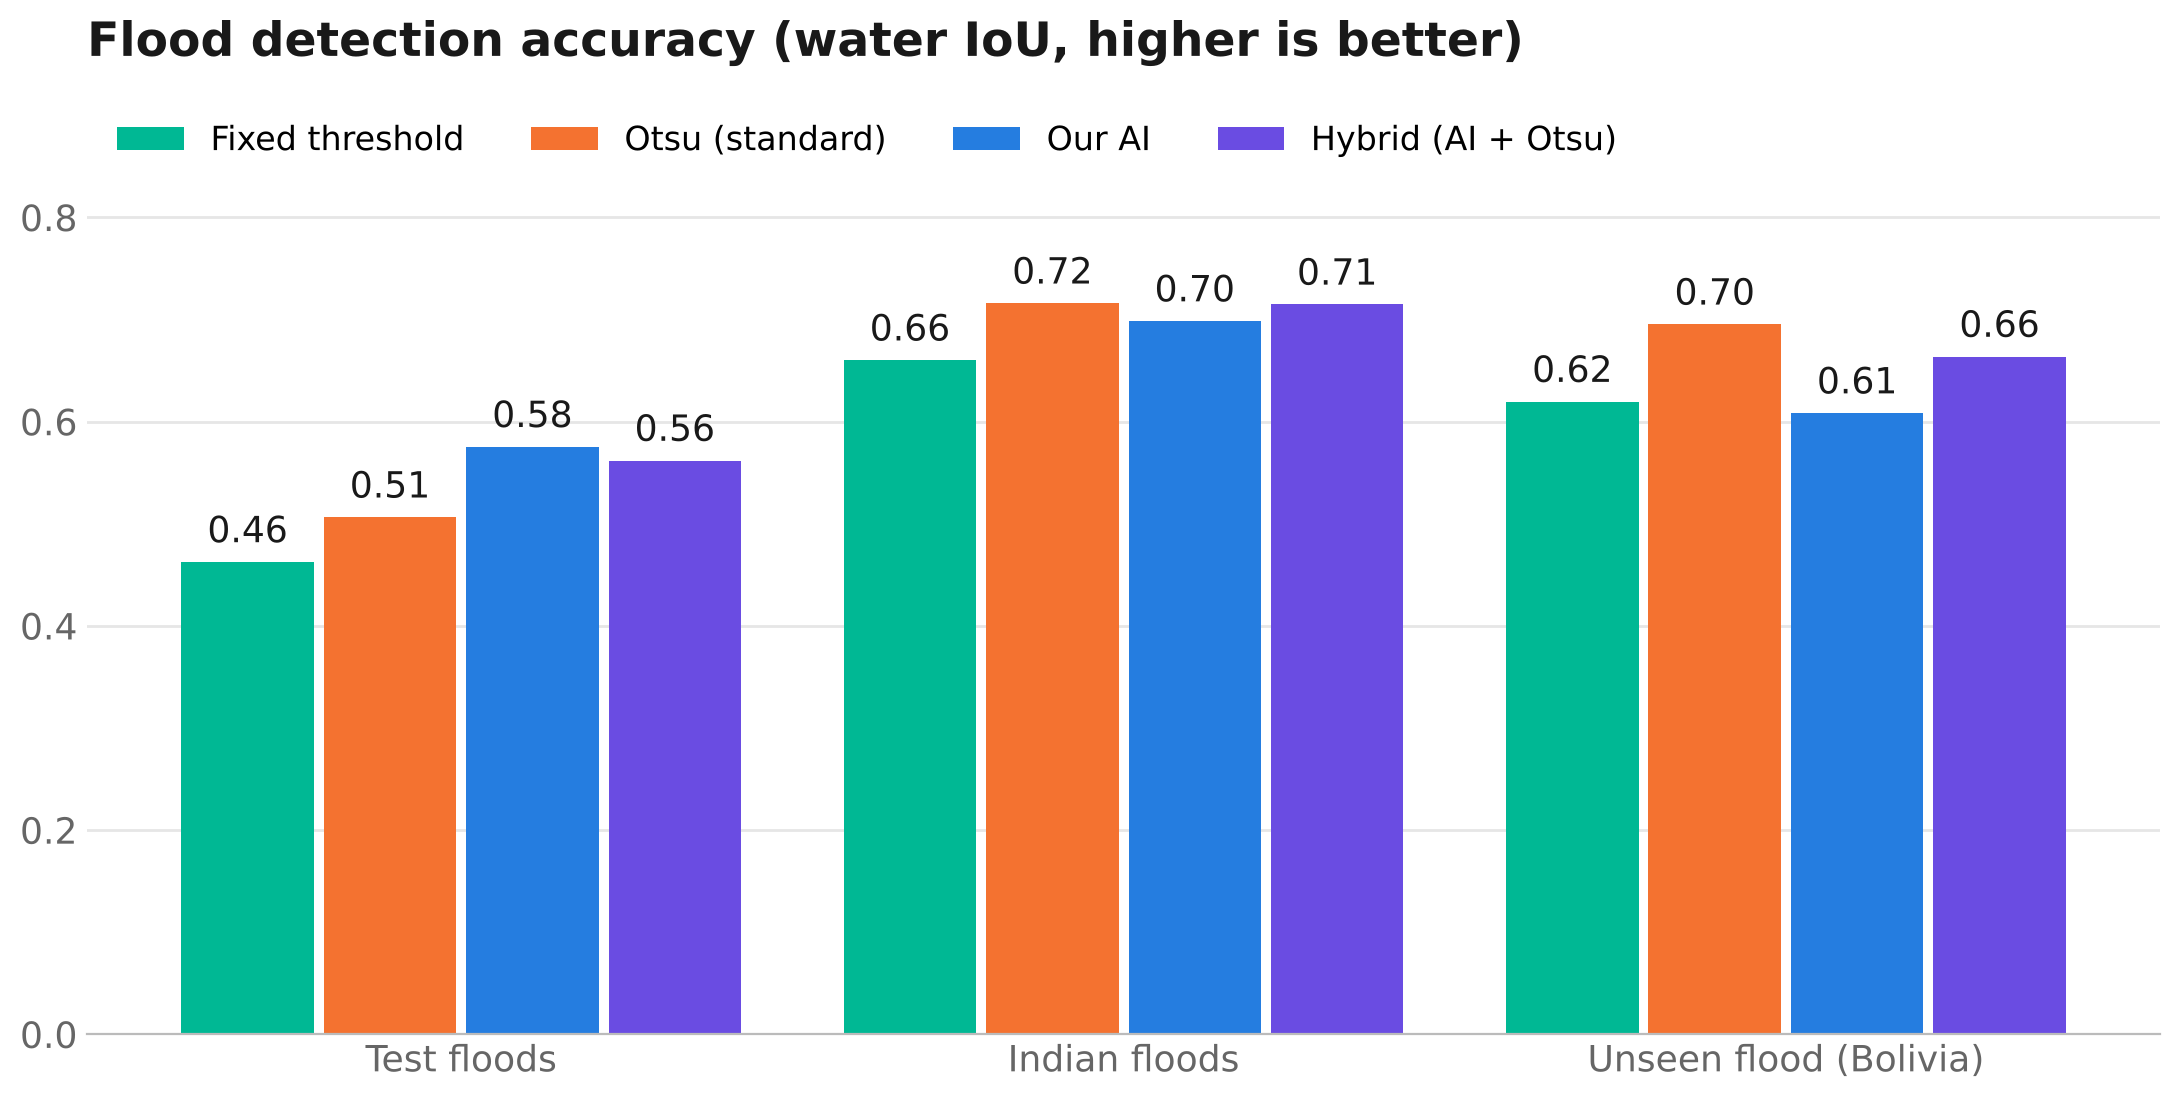 Flood detection accuracy (water IoU, higher is better)
Fixed threshold Otsu (standard) Our AI Hybrid (AI + Otsu)
0.8
0.6
0.4
0.2
0.0
0.46 0.51 0.58 0.56
0.66 0.72 0.70 0.71
0.62 0.70 0.61 0.66
Test floods Indian floods Unseen flood (Bolivia)